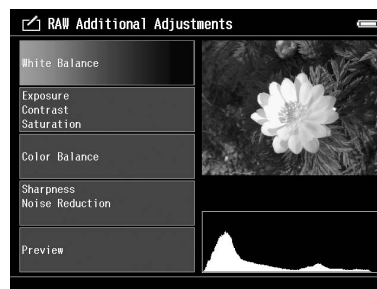 RAW Additional Adjustments
White Balance
Exposure
Contrast
Saturation
Color Balance
Sharpness
Noise Reduction
Preview